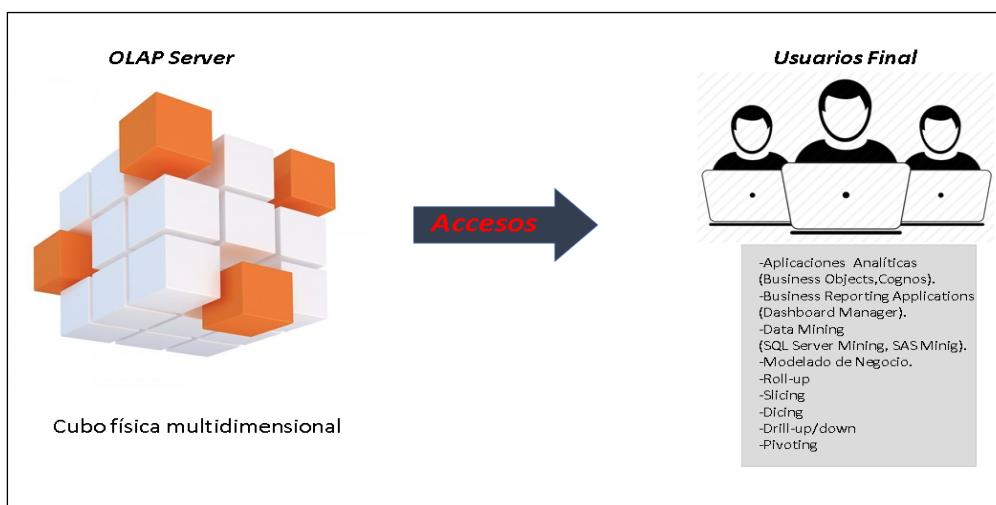 OLAP Server
Cubo física multidimensional
Accesos
Usuarios Final
-Aplicaciones Analíticas
(Business Objects,Cognos).
-Business Reporting Applications
(Dashboard Manager).
-Data Mining
(SQL Server Mining, SAS Minig).
-Modelado de Negocio.
-Roll-up
-Slicing
-Dicing
-Drill-up/down
-Pivoting